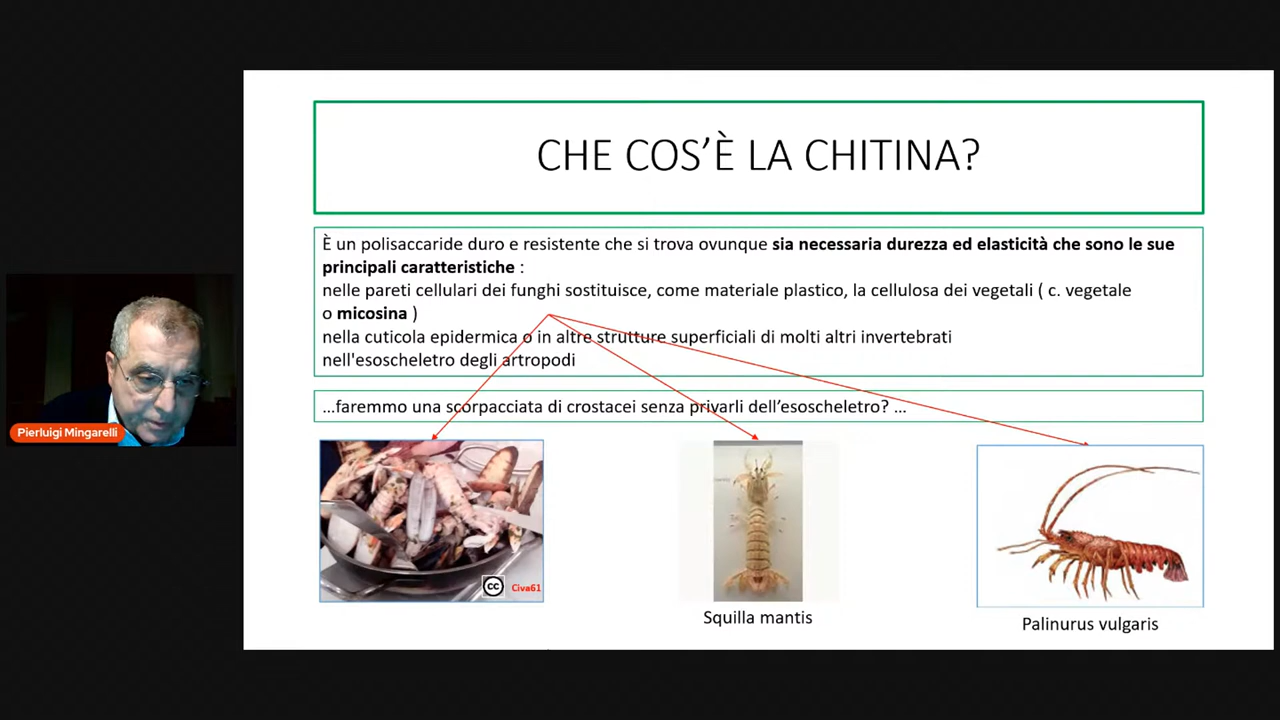 CHE COS’È LA CHITINA?
È un polisaccaride duro e resistente che si trova ovunque sia necessaria durezza ed elasticità che sono le sue
principali caratteristiche :
nelle pareti cellulari dei funghi sostituisce, come materiale plastico, la cellulosa dei vegetali ( c. vegetale
o micosina )
nella cuticola epidermica o in altre strutture superficiali di molti altri invertebrati
nell'esoscheletro degli artropodi
…faremmo una scorpacciata di crostacei senza privarli dell’esoscheletro? …
Pierluigi Mingarelli
cc Civa61
Squilla mantis
Palinurus vulgaris